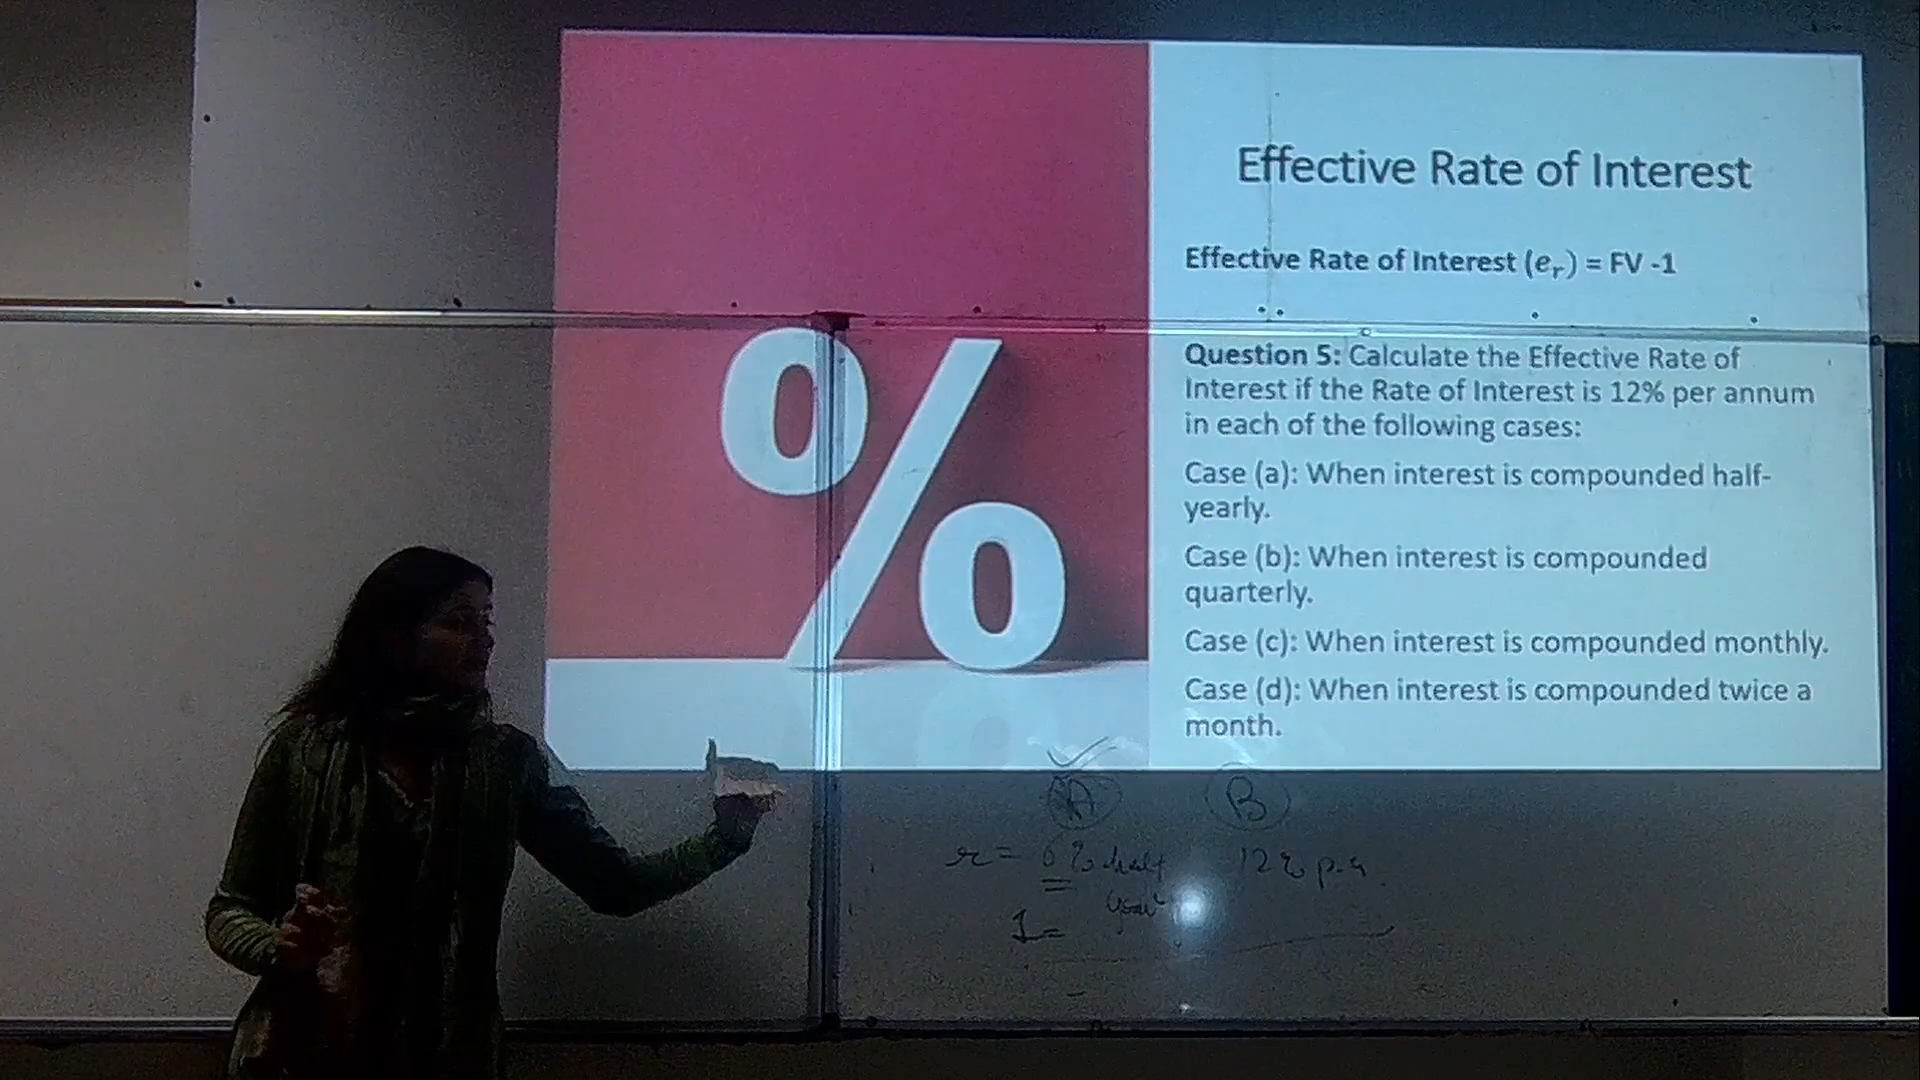 %
Effective Rate of Interest
Effective Rate of Interest (eᵣ) = FV -1
Question 5: Calculate the Effective Rate of
Interest if the Rate of Interest is 12% per annum
in each of the following cases:
Case (a): When interest is compounded half-
yearly.
Case (b): When interest is compounded
quarterly.
Case (c): When interest is compounded monthly.
Case (d): When interest is compounded twice a
month.
A B
r = 6% half 12% p.a.
year
1=